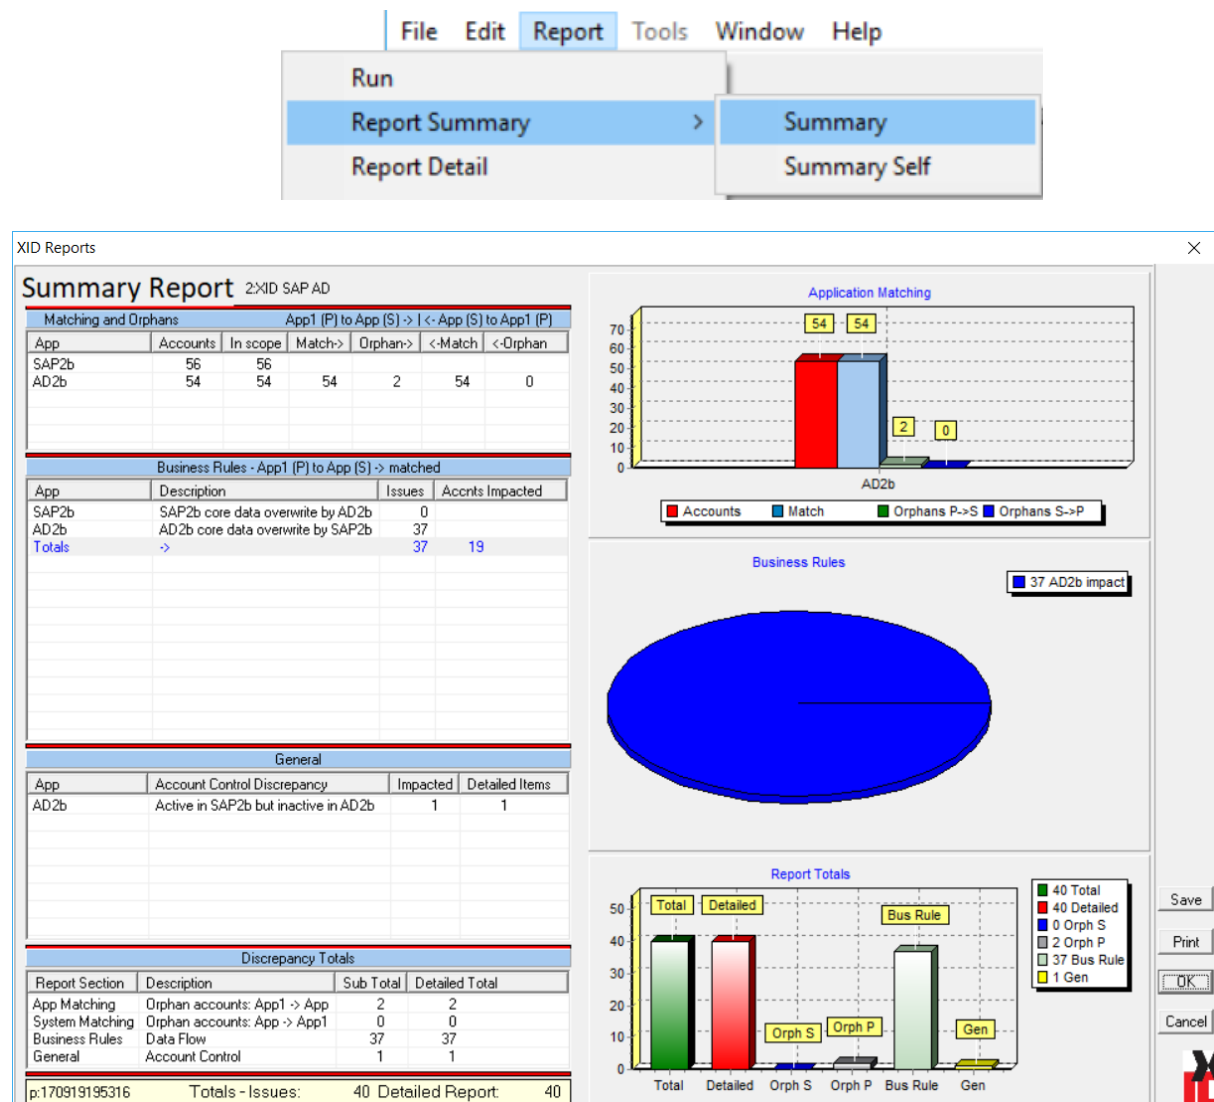 File Edit Report Tools Window Help
Run
Report Summary > Summary
Report Detail Summary Self
XID Reports
Summary Report 2:XID SAP AD
Matching and Orphans App1 (P) to App (S) -> | <- App (S) to App1 (P)
App Accounts In scope Match-> Orphan-> <-Match <-Orphan
SAP2b 56 56
AD2b 54 54 54 2 54 0
Business Rules - App1 (P) to App (S) -> matched
App Description Issues Accnts Impacted
SAP2b SAP2b core data overwrite by AD2b 0
AD2b AD2b core data overwrite by SAP2b 37
Totals -> 37 19
General
App Account Control Discrepancy Impacted Detailed Items
AD2b Active in SAP2b but inactive in AD2b 1 1
Discrepancy Totals
Report Section Description Sub Total Detailed Total
App Matching Orphan accounts: App1 -> App 2 2
System Matching Orphan accounts: App -> App1 0 0
Business Rules Data Flow 37 37
General Account Control 1 1
p:170919195316 Totals - Issues: 40 Detailed Report: 40
Application Matching
70
60
50
40
30
20
10
0
54 54
2 0
AD2b
Accounts Match Orphans P->S Orphans S->P
Business Rules
37 AD2b impact
Report Totals
50
40
30
20
10
0
Total Detailed Bus Rule
Orph S Orph P Gen
Total Detailed Orph S Orph P Bus Rule Gen
40 Total
40 Detailed
0 Orph S
2 Orph P
37 Bus Rule
1 Gen
Save
Print
OK
Cancel